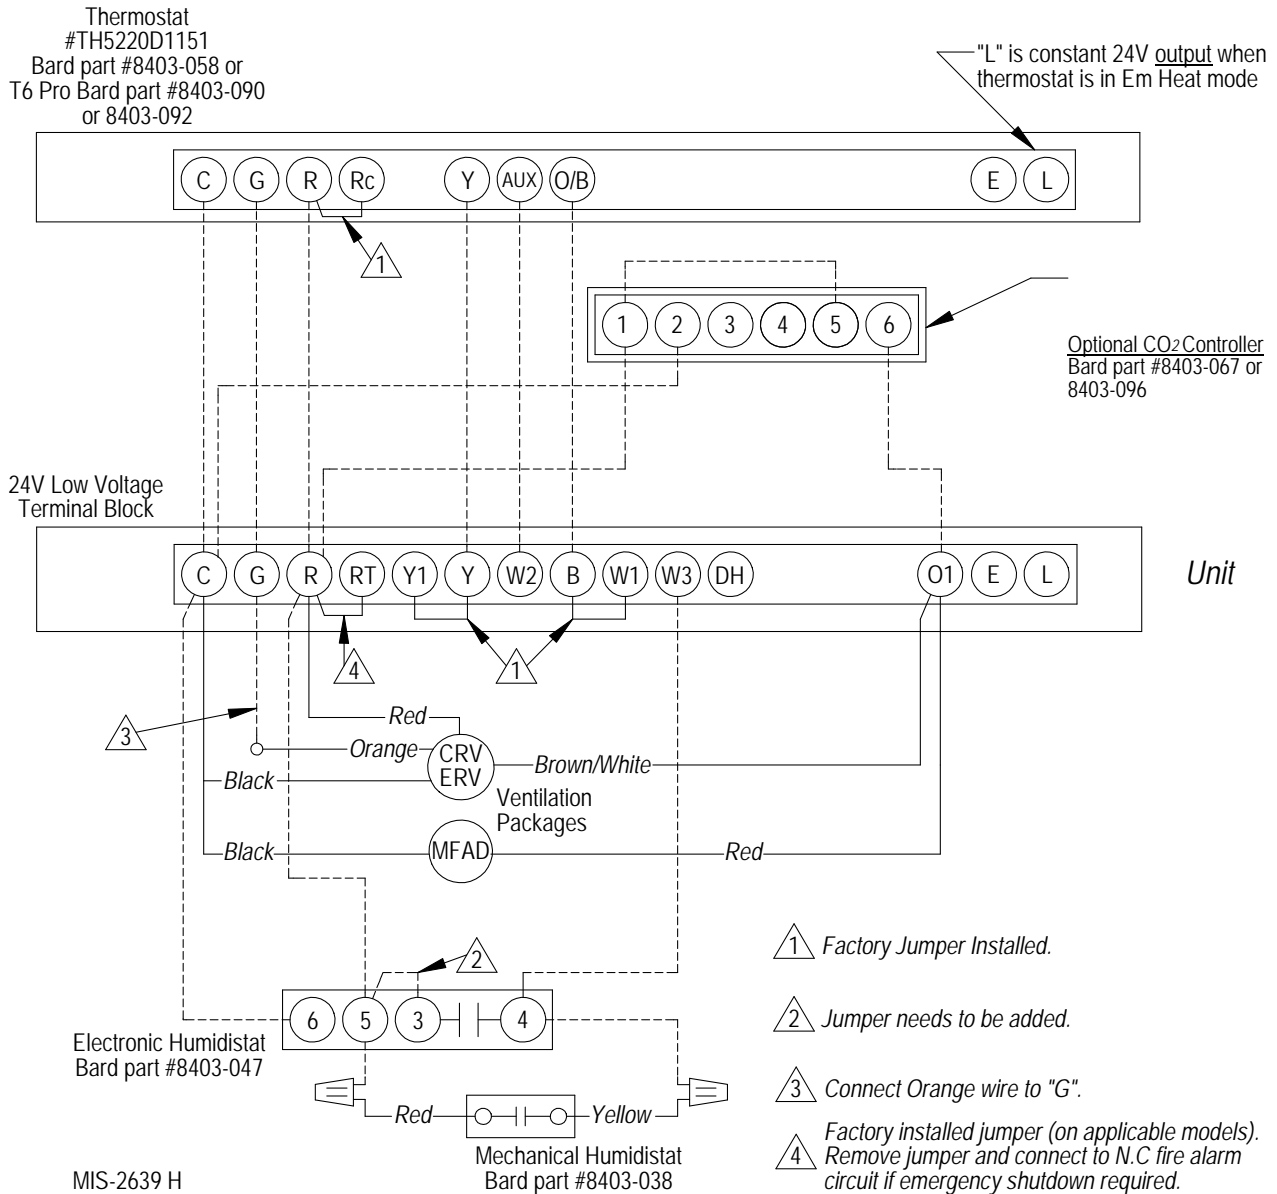 Thermostat
#TH5220D1151
Bard part #8403-058 or
T6 Pro Bard part #8403-090
or 8403-092
"L" is constant 24V output when
thermostat is in Em Heat mode
C G R Rc Y AUX O/B E L
1
1 2 3 4 5 6
Optional CO2 Controller
Bard part #8403-067 or
8403-096
24V Low Voltage
Terminal Block
C G R RT Y1 Y W2 B W1 W3 DH O1 E L
Unit
4 1
3
Red
Orange
CRV
ERV
Brown/White
Black
Ventilation
Packages
Black MFAD Red
2
6 5 3 4
Electronic Humidistat
Bard part #8403-047
Red Yellow
Mechanical Humidistat
Bard part #8403-038
1 Factory Jumper Installed.
2 Jumper needs to be added.
3 Connect Orange wire to "G".
4 Factory installed jumper (on applicable models).
Remove jumper and connect to N.C fire alarm
circuit if emergency shutdown required.
MIS-2639 H